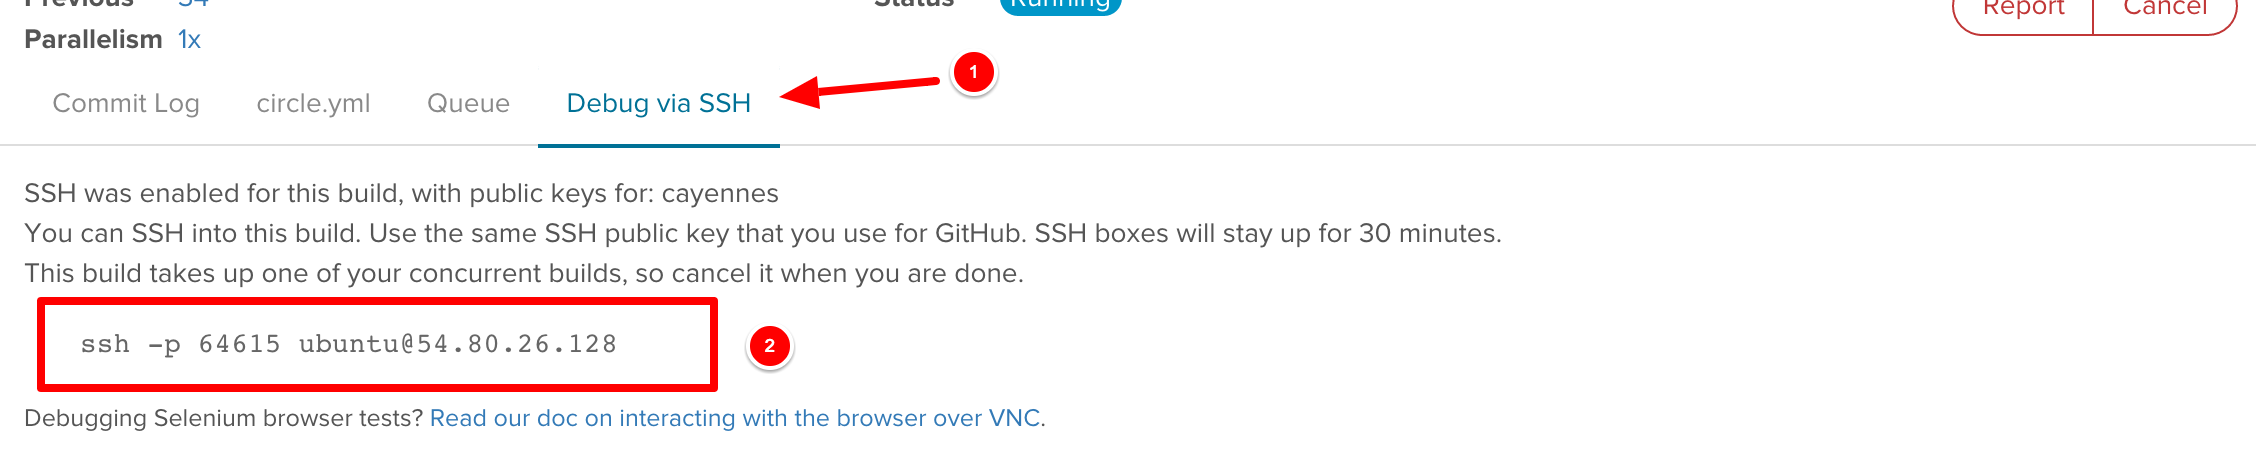 Previous 34 Status Running Report Cancel
Parallelism 1x
1
Commit Log circle.yml Queue Debug via SSH
SSH was enabled for this build, with public keys for: cayennes
You can SSH into this build. Use the same SSH public key that you use for GitHub. SSH boxes will stay up for 30 minutes.
This build takes up one of your concurrent builds, so cancel it when you are done.
ssh -p 64615 ubuntu@54.80.26.128
2
Debugging Selenium browser tests? Read our doc on interacting with the browser over VNC.